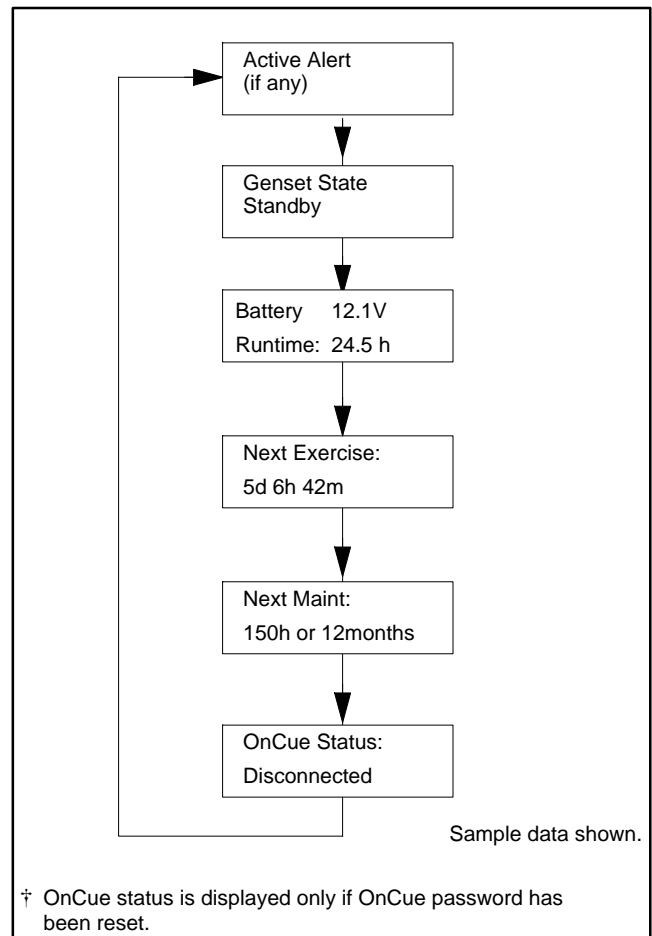 Active Alert
(if any)
Genset State
Standby
Battery 12.1V
Runtime: 24.5 h
Next Exercise:
5d 6h 42m
Next Maint:
150h or 12months
OnCue Status:
Disconnected
Sample data shown.
† OnCue status is displayed only if OnCue password has
been reset.